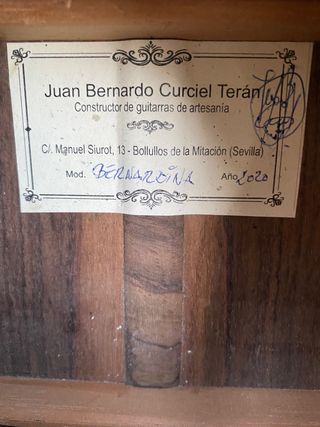 Juan Bernardo Curciel Terán
Constructor de guitarras de artesanía
C/. Manuel Siurot, 13 - Bollullos de la Mitación (Sevilla)
Mod. BERNARDINA Año 2020